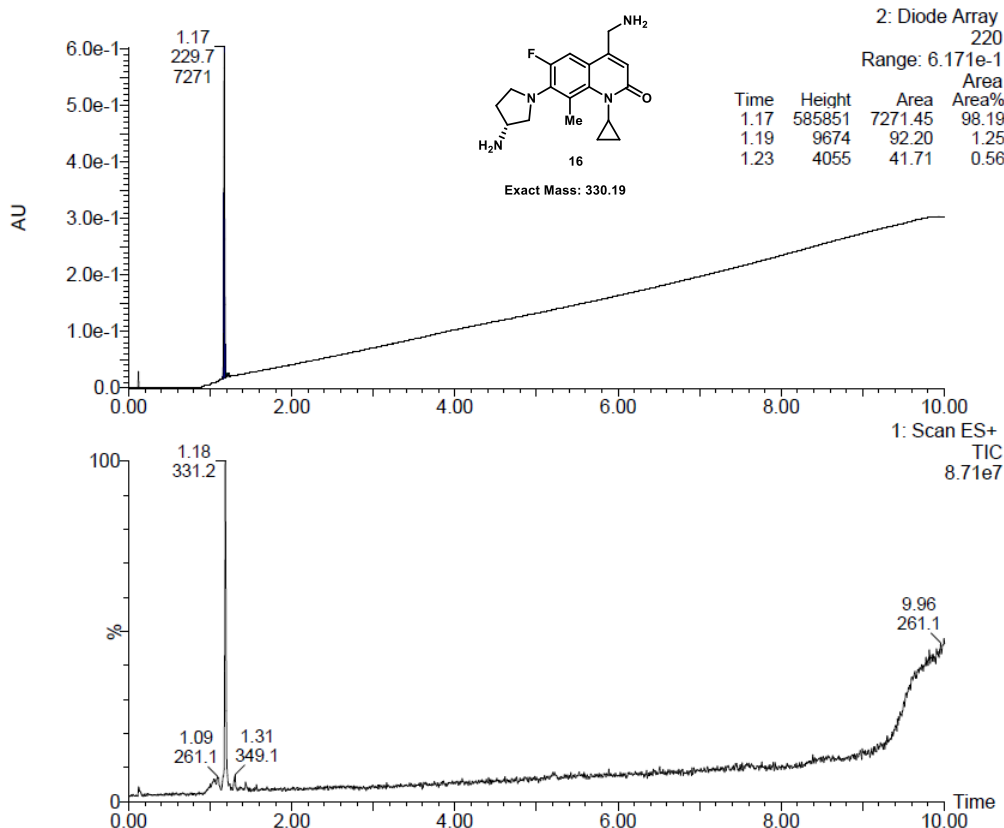 2: Diode Array
220
Range: 6.171e-1
Area
Time Height Area Area%
1.17 585851 7271.45 98.19
1.19 9674 92.20 1.25
1.23 4055 41.71 0.56
1.17
229.7
7271
NH2
F
N
Me
N
O
H2N
16
Exact Mass: 330.19
AU
6.0e-1
5.0e-1
4.0e-1
3.0e-1
2.0e-1
1.0e-1
0.0
0.00 2.00 4.00 6.00 8.00 10.00
1: Scan ES+
TIC
8.71e7
1.18
331.2
100
%
0
1.09
261.1
1.31
349.1
9.96
261.1
Time
0.00 2.00 4.00 6.00 8.00 10.00